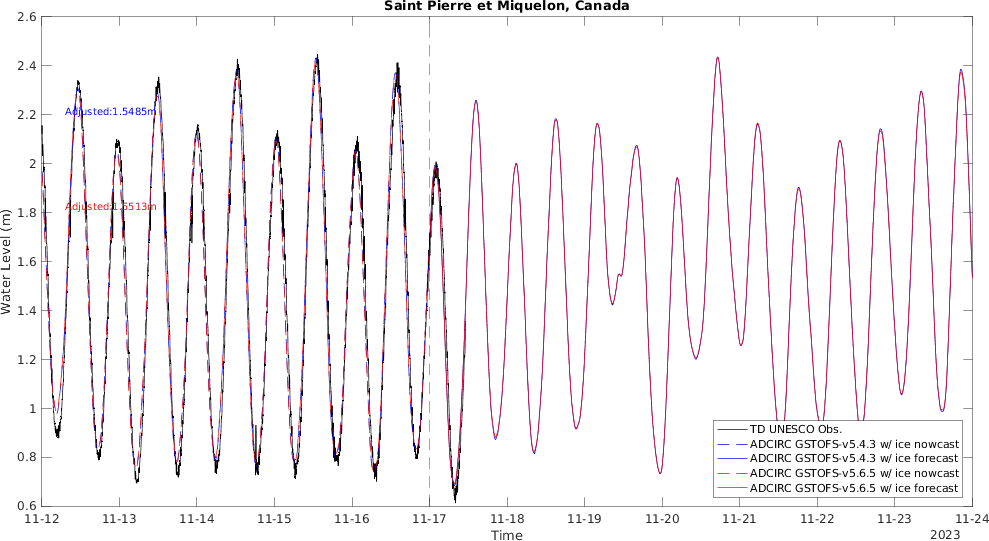 Saint Pierre et Miquelon, Canada
2.6
2.4
2.2
2
1.8
1.6
1.4
1.2
1
0.8
0.6
Water Level (m)
Adjusted:1.5485m
Adjusted:1.5513m
TD UNESCO Obs.
ADCIRC GSTOFS-v5.4.3 w/ ice nowcast
ADCIRC GSTOFS-v5.4.3 w/ ice forecast
ADCIRC GSTOFS-v5.6.5 w/ ice nowcast
ADCIRC GSTOFS-v5.6.5 w/ ice forecast
11-12 11-13 11-14 11-15 11-16 11-17 11-18 11-19 11-20 11-21 11-22 11-23 11-24
Time
2023